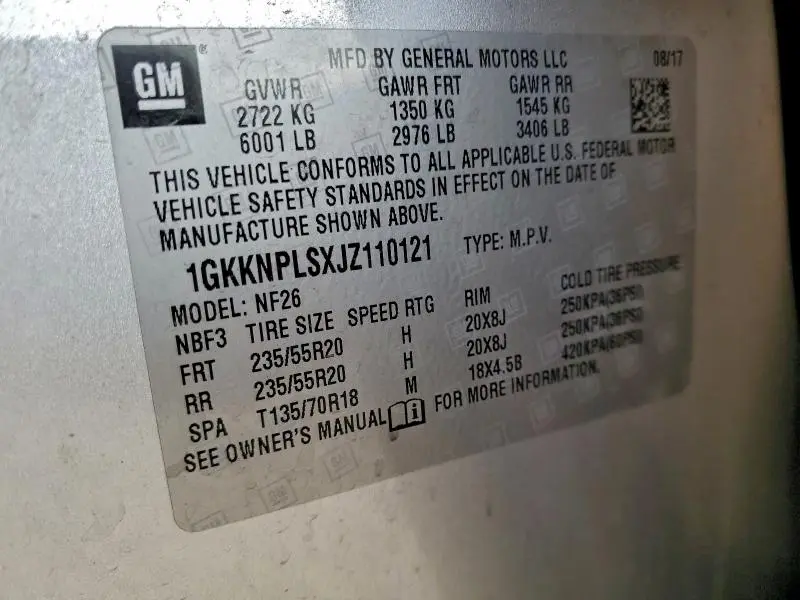 GM ® MFD BY GENERAL MOTORS LLC 08/17
GVWR GAWR FRT GAWR RR
2722 KG 1350 KG 1545 KG
6001 LB 2976 LB 3406 LB
THIS VEHICLE CONFORMS TO ALL APPLICABLE U.S. FEDERAL MOTOR
VEHICLE SAFETY STANDARDS IN EFFECT ON THE DATE OF
MANUFACTURE SHOWN ABOVE.
1GKKNPLSXJZ110121 TYPE: M.P.V.
MODEL: NF26
NBF3 TIRE SIZE SPEED RTG RIM COLD TIRE PRESSURE
FRT 235/55R20 H 20X8J 250KPA(36PSI)
RR 235/55R20 H 20X8J 250KPA(36PSI)
SPA T135/70R18 M 18X4.5B 420KPA(60PSI)
SEE OWNER'S MANUAL FOR MORE INFORMATION.